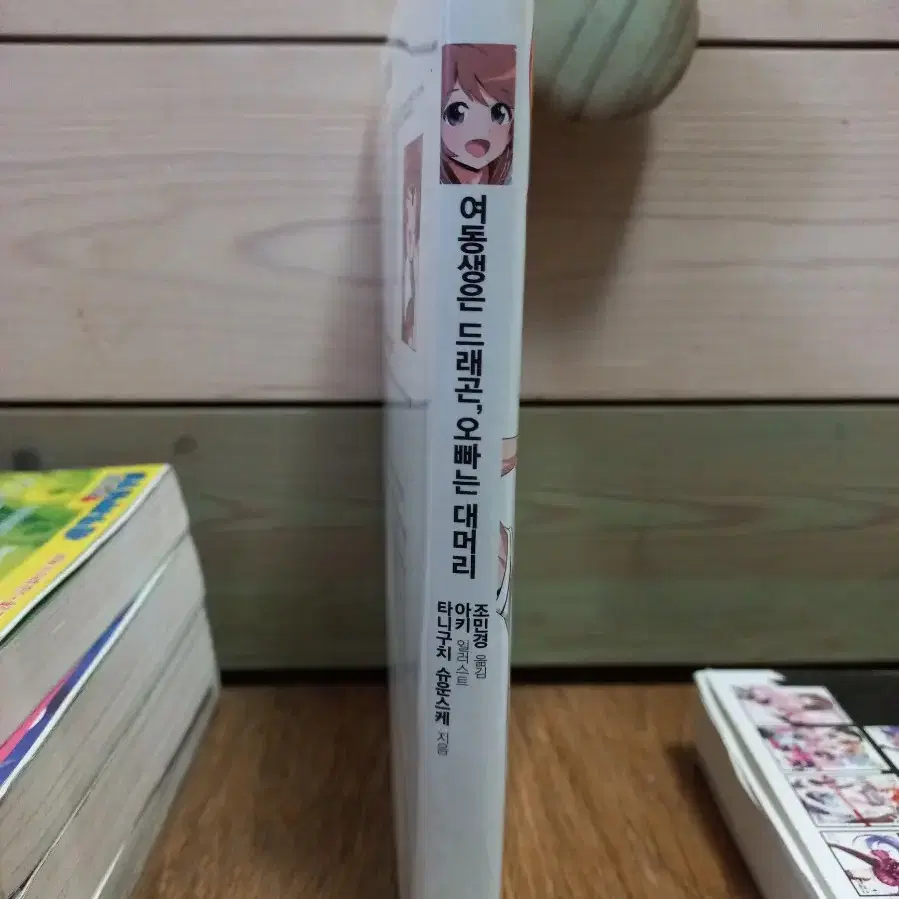 여동생은 드래곤, 오빠는 대머리
타니구치 슈운스케 지음
아키 일러스트
조민경 옮김